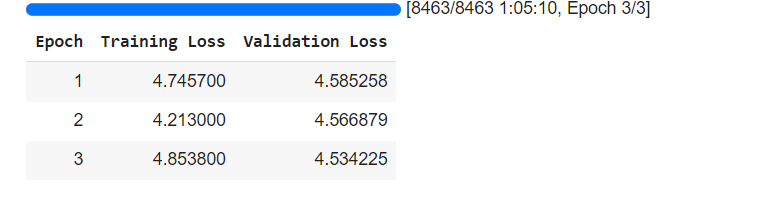 [8463/8463 1:05:10, Epoch 3/3]
Epoch Training Loss Validation Loss
1 4.745700 4.585258
2 4.213000 4.566879
3 4.853800 4.534225